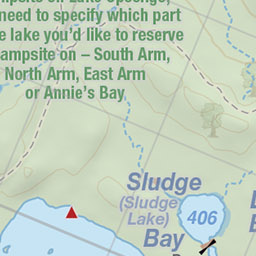 need to specify which part
lake you'd like to reserve
campsite on – South Arm,
North Arm, East Arm
or Annie's Bay
Sludge
(Sludge
Lake)
Bay
406